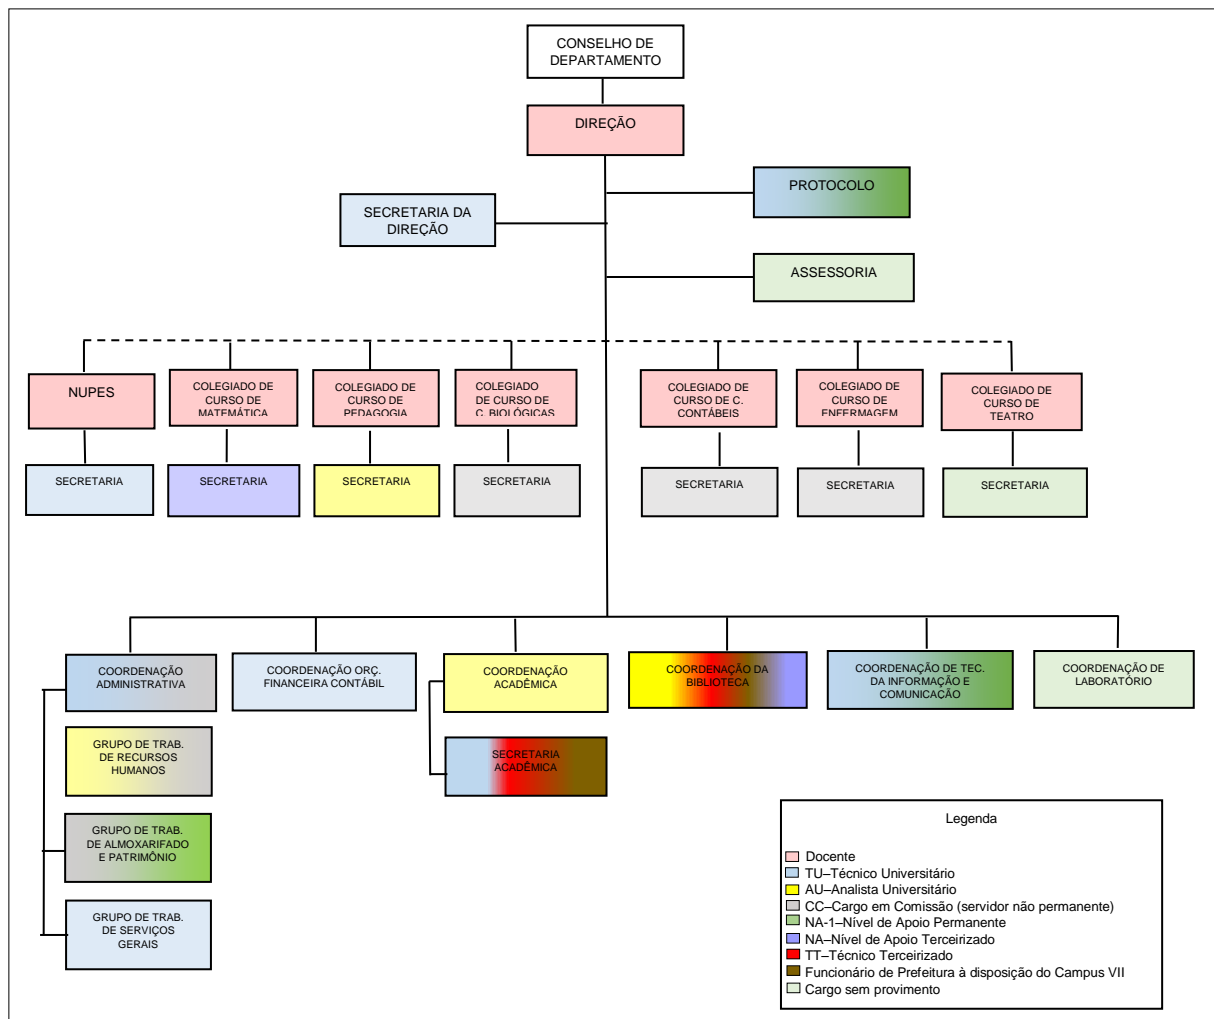 CONSELHO DE
DEPARTAMENTO
DIREÇÃO
PROTOCOLO
SECRETARIA DA
DIREÇÃO
ASSESSORIA
NUPES
COLEGIADO DE
CURSO DE
MATEMÁTICA
COLEGIADO DE
CURSO DE
PEDAGOGIA
COLEGIADO
DE CURSO DE
C. BIOLÓGICAS
COLEGIADO DE
CURSO DE C.
CONTÁBEIS
COLEGIADO DE
CURSO DE
ENFERMAGEM
COLEGIADO DE
CURSO DE
TEATRO
SECRETARIA
SECRETARIA
SECRETARIA
SECRETARIA
SECRETARIA
SECRETARIA
SECRETARIA
COORDENAÇÃO
ADMINISTRATIVA
COORDENAÇÃO ORÇ.
FINANCEIRA CONTÁBIL
COORDENAÇÃO
ACADÊMICA
COORDENAÇÃO DA
BIBLIOTECA
COORDENAÇÃO DE TEC.
DA INFORMAÇÃO E
COMUNICAÇÃO
COORDENAÇÃO DE
LABORATÓRIO
GRUPO DE TRAB.
DE RECURSOS
HUMANOS
SECRETARIA
ACADÊMICA
GRUPO DE TRAB.
DE ALMOXARIFADO
E PATRIMÔNIO
GRUPO DE TRAB.
DE SERVIÇOS
GERAIS
Legenda
Docente
TU–Técnico Universitário
AU–Analista Universitário
CC–Cargo em Comissão (servidor não permanente)
NA-1–Nível de Apoio Permanente
NA–Nível de Apoio Terceirizado
TT–Técnico Terceirizado
Funcionário de Prefeitura à disposição do Campus VII
Cargo sem provimento